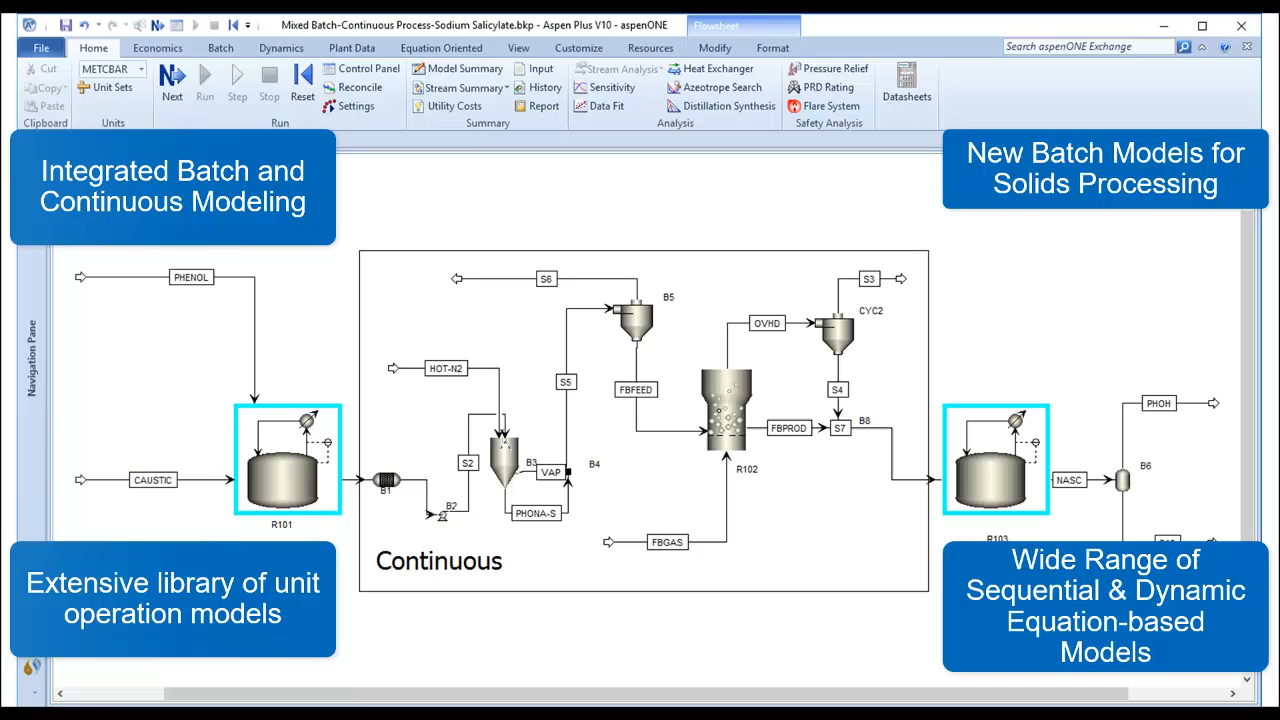 Mixed Batch-Continuous Process-Sodium Salicylate.bkp - Aspen Plus V10 - aspenONE
Flowsheet
File Home Economics Batch Dynamics Plant Data Equation Oriented View Customize Resources Modify Format
Search aspenONE Exchange
Cut
Copy
Paste
Clipboard
METCBAR
Unit Sets
Units
Next
Run
Step
Stop
Reset
Control Panel
Reconcile
Settings
Run
Model Summary
Stream Summary
Utility Costs
Input
History
Report
Summary
Stream Analysis
Sensitivity
Data Fit
Heat Exchanger
Azeotrope Search
Distillation Synthesis
Analysis
Pressure Relief
PRD Rating
Flare System
Safety Analysis
Datasheets
Integrated Batch and
Continuous Modeling
New Batch Models for
Solids Processing
Navigation Pane
PHENOL
CAUSTIC
R101
B1
B2
S2
HOT-N2
B3
VAP
B4
PHONA-S
S5
S6
B5
FBFEED
OVHD
R102
FBGAS
FBPROD
S3
CYC2
S4
S7
B8
R103
NASC
PHOH
B6
Continuous
Extensive library of unit
operation models
Wide Range of
Sequential & Dynamic
Equation-based
Models